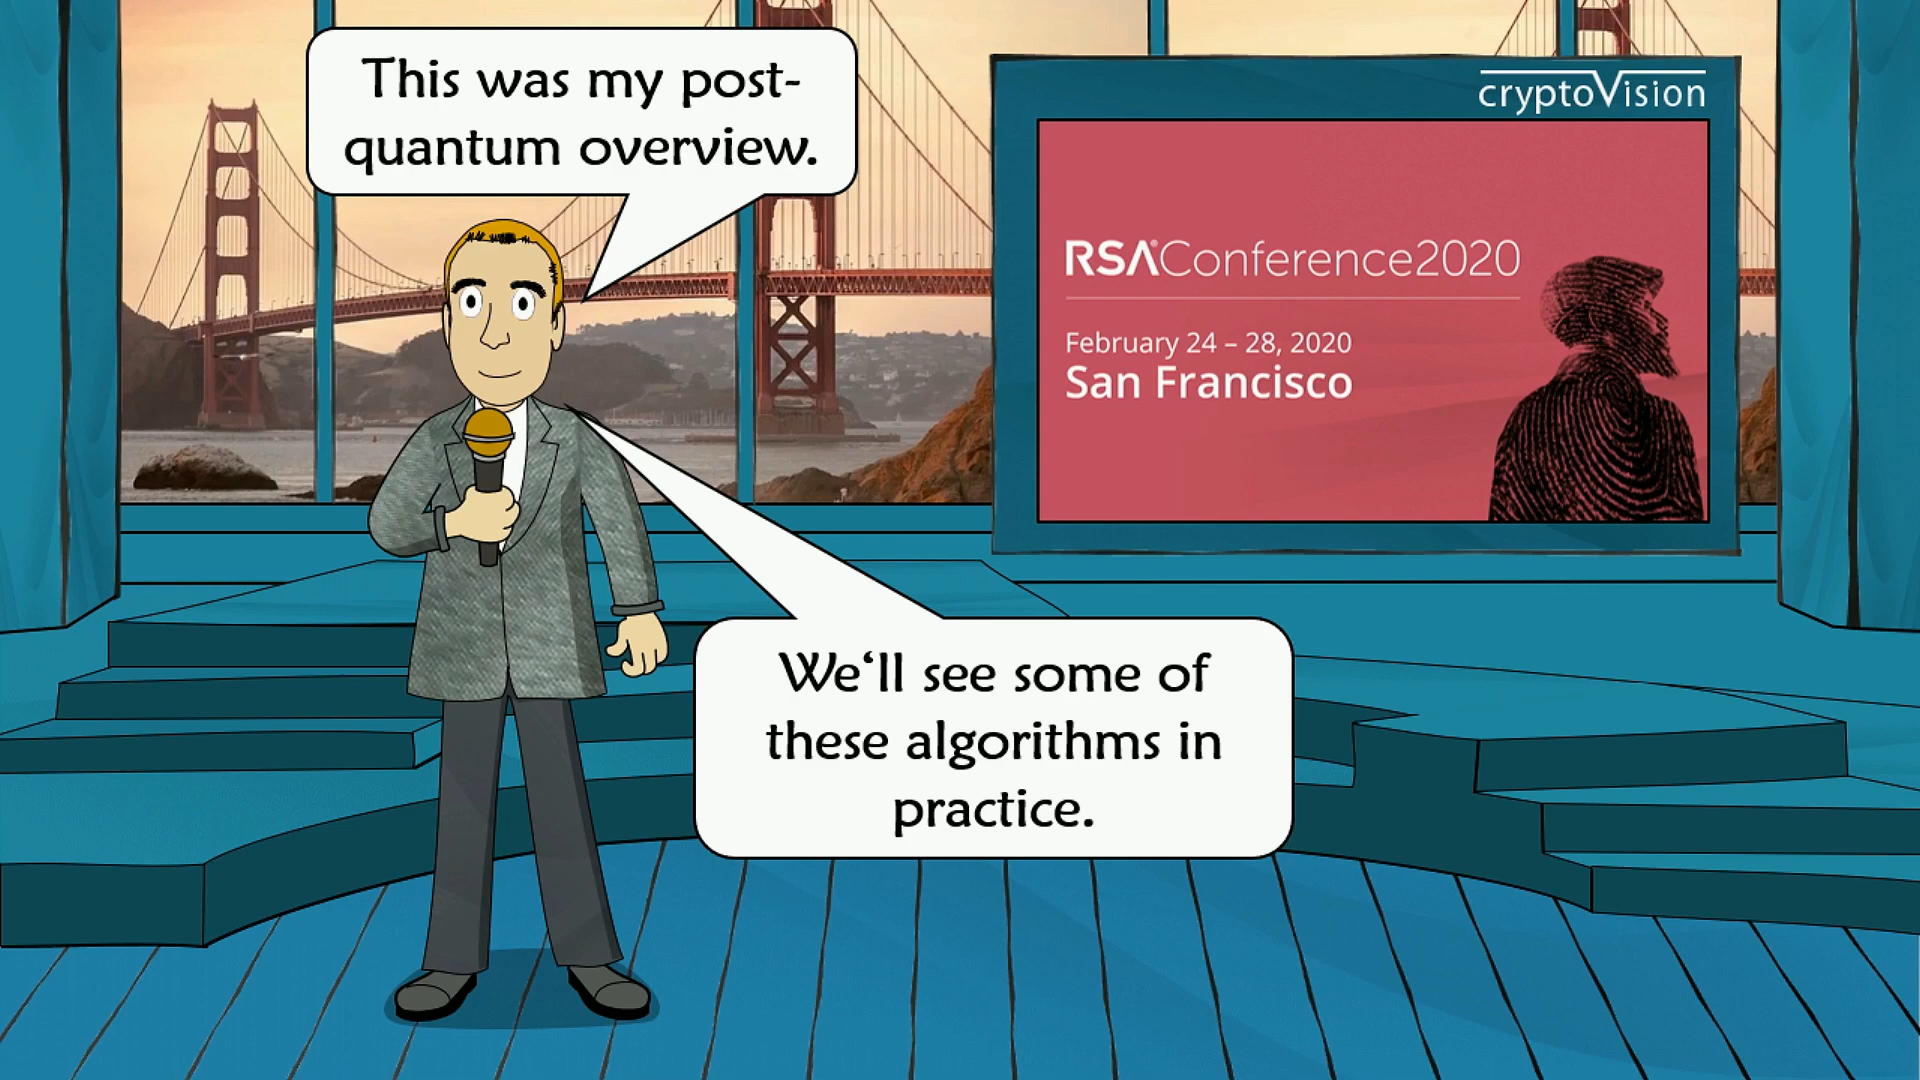 This was my post-
quantum overview.
cryptoVision
RSAConference2020
February 24 – 28, 2020
San Francisco
We‘ll see some of
these algorithms in
practice.